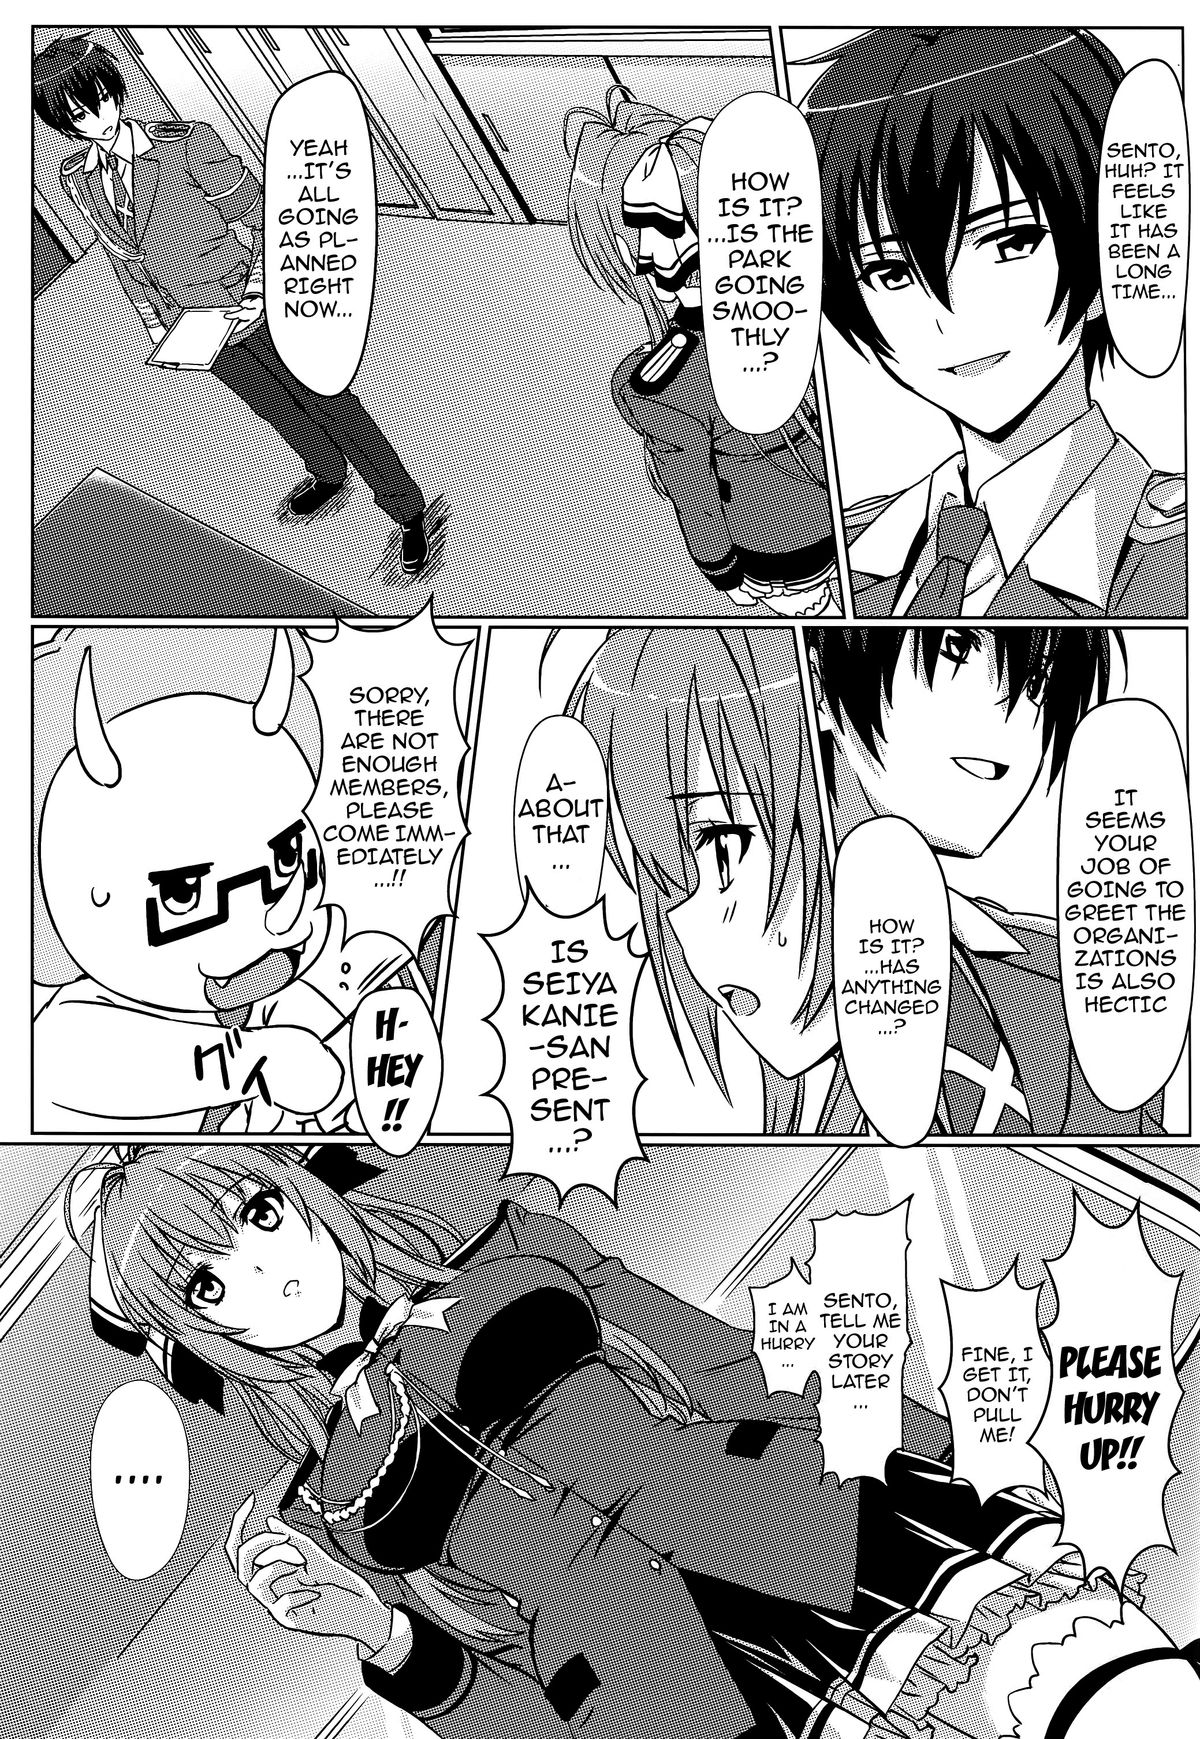 SENTO,
HUH? IT
FEELS
LIKE
IT HAS
BEEN A
LONG
TIME...
HOW
IS IT?
...IS THE
PARK
GOING
SMOO-
THLY
...?
YEAH
...IT'S
ALL
GOING
AS PL-
ANNED
RIGHT
NOW...
IT
SEEMS
YOUR
JOB OF
GOING TO
GREET THE
ORGANI-
ZATIONS
IS ALSO
HECTIC
HOW
IS IT?
...HAS
ANYTHING
CHANGED
...?
A-
ABOUT
THAT
...
IS
SEIYA
KANIE
-SAN
PRE-
SENT
...?
SORRY,
THERE
ARE NOT
ENOUGH
MEMBERS,
PLEASE
COME IMM-
EDIATELY
...!!
H-
HEY
!!
グイ
PLEASE
HURRY
UP!!
FINE, I
GET IT,
DON'T
PULL
ME!
SENTO,
TELL ME
YOUR
STORY
LATER
...
I AM
IN A
HURRY
...
....